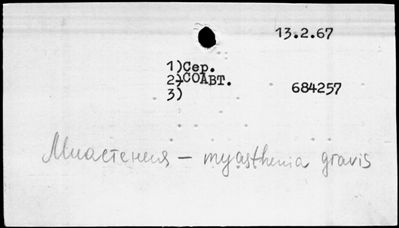 13.2.67
1)Сер.
2)СОАВТ.
3)
684257
Миастения – myasthenia gravis